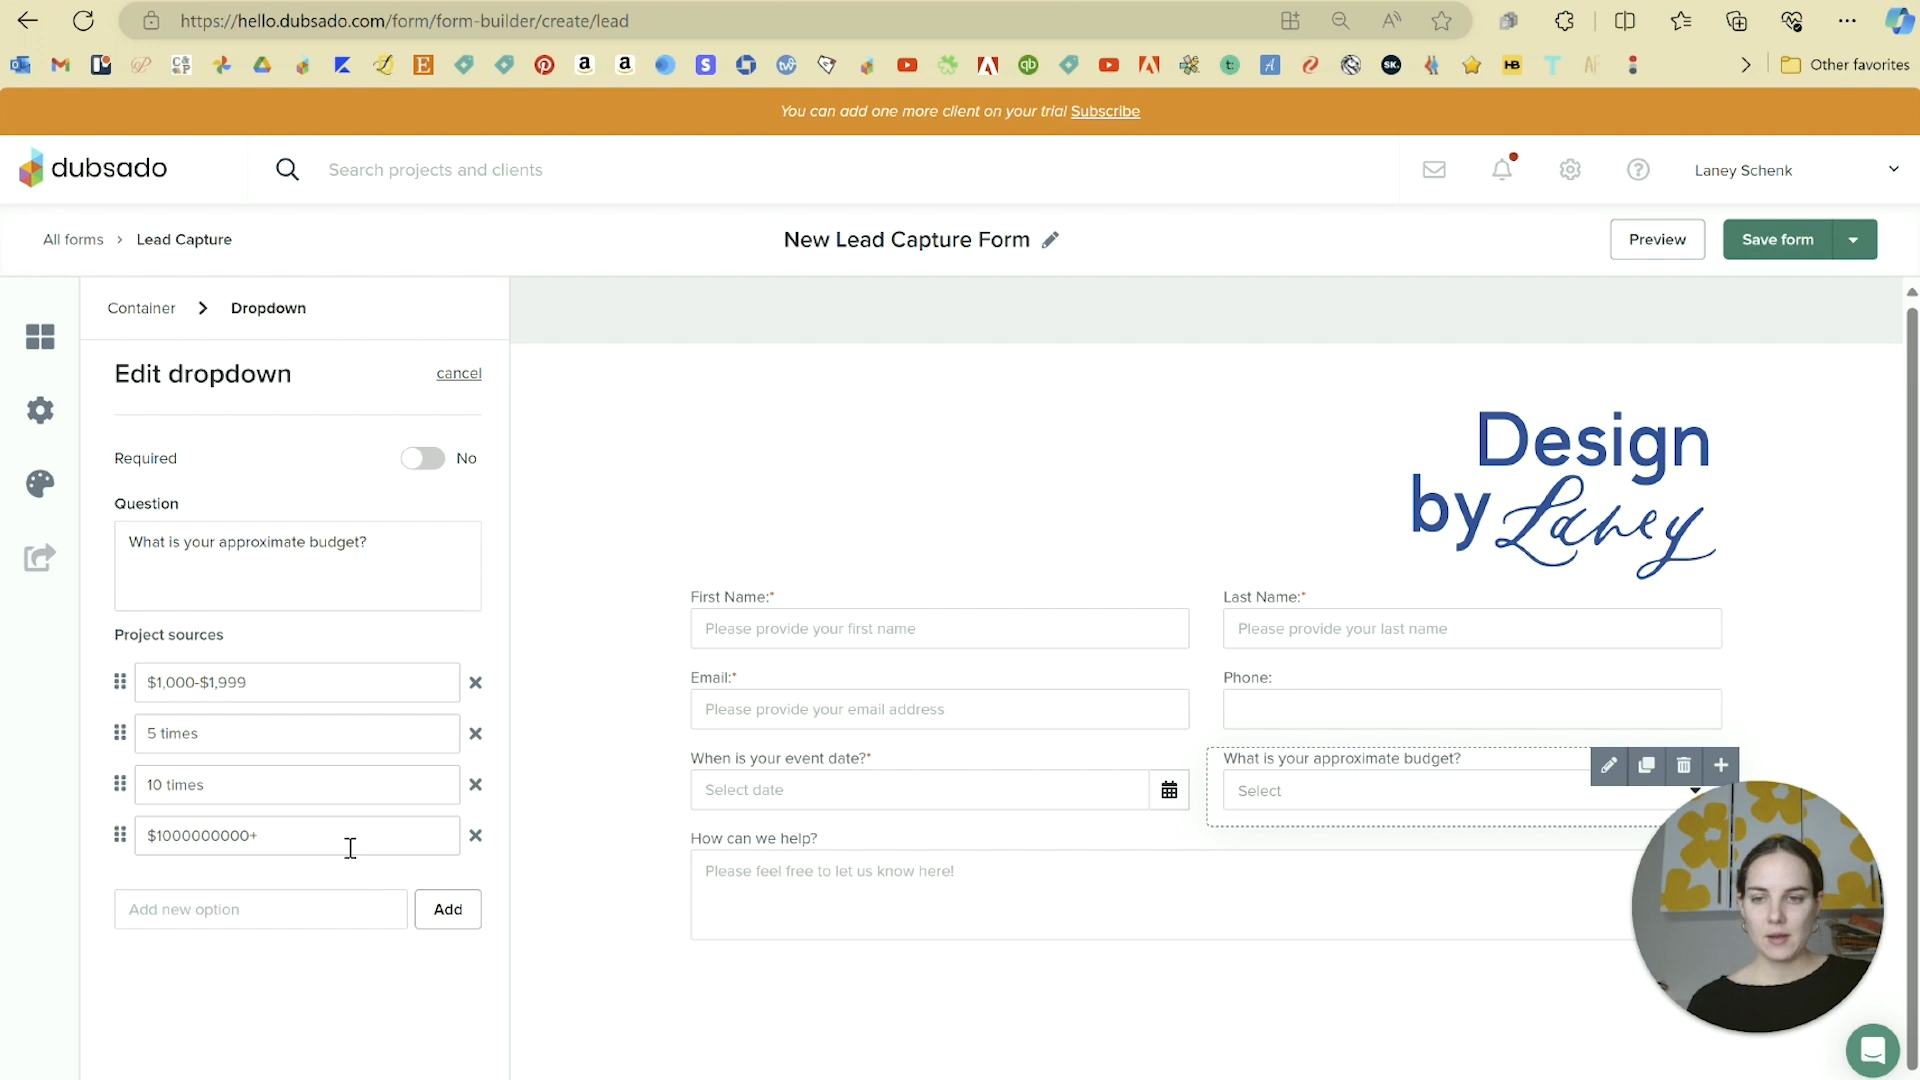 https://hello.dubsado.com/form/form-builder/create/lead
Other favorites
You can add one more client on your trial Subscribe
dubsado
Search projects and clients
Laney Schenk
All forms > Lead Capture
New Lead Capture Form
Preview
Save form
Container > Dropdown
Edit dropdown
cancel
Required
No
Question
What is your approximate budget?
Project sources
$1,000-$1,999
5 times
10 times
$1000000000+
Add new option
Add
Design
by Laney
First Name:*
Last Name:*
Please provide your first name
Please provide your last name
Email:*
Phone:
Please provide your email address
When is your event date?*
What is your approximate budget?
Select date
Select
How can we help?
Please feel free to let us know here!